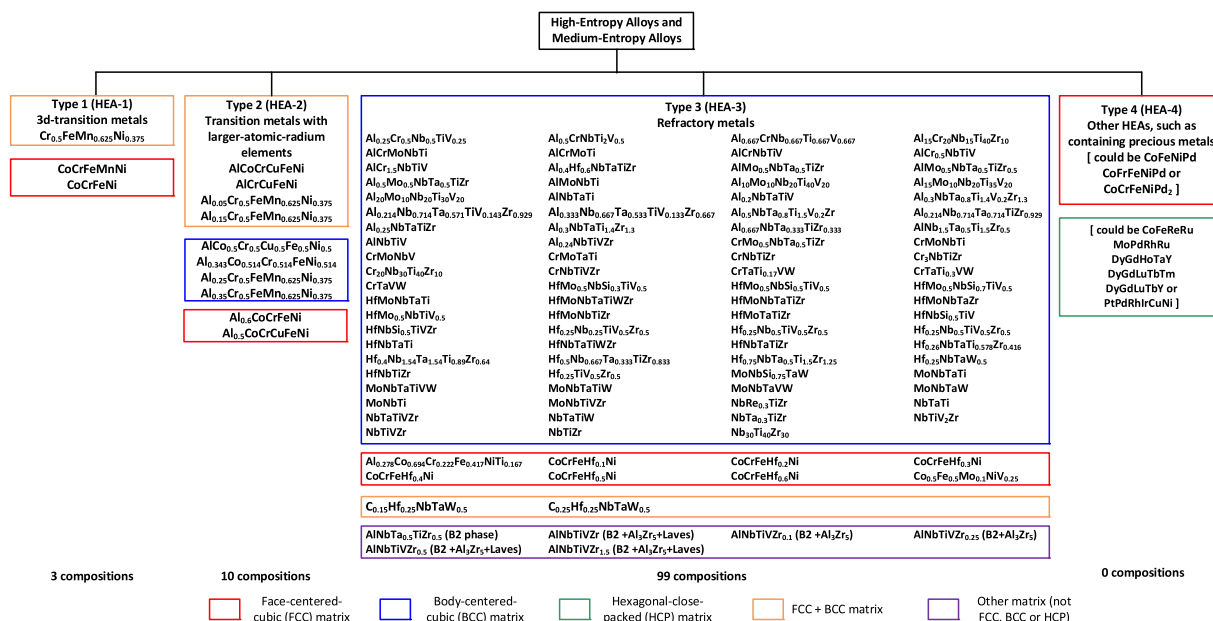 High-Entropy Alloys and
Medium-Entropy Alloys
Type 1 (HEA-1)
3d-transition metals
Cr₀.₅FeMn₀.₆₂₅Ni₀.₃₇₅
CoCrFeMnNi
CoCrFeNi
Type 2 (HEA-2)
Transition metals with
larger-atomic-radium
elements
AlCoCrCuFeNi
AlCrCuFeNi
Al₀.₀₅Cr₀.₅FeMn₀.₆₂₅Ni₀.₃₇₅
Al₀.₁₅Cr₀.₅FeMn₀.₆₂₅Ni₀.₃₇₅
AlCo₀.₅Cr₀.₅Cu₀.₅Fe₀.₅Ni₀.₅
Al₀.₃₄₃Co₀.₅₁₄Cr₀.₅₁₄FeNi₀.₅₁₄
Al₀.₂₅Cr₀.₅FeMn₀.₆₂₅Ni₀.₃₇₅
Al₀.₃₅Cr₀.₅FeMn₀.₆₂₅Ni₀.₃₇₅
Al₀.₆CoCrFeNi
Al₀.₅CoCrCuFeNi
Type 3 (HEA-3)
Refractory metals
Al₀.₂₅Cr₀.₅Nb₀.₅TiV₀.₂₅ Al₀.₅CrNbTi₂V₀.₅ Al₀.₆₆₇CrNb₀.₆₆₇Ti₀.₆₆₇V₀.₆₆₇ Al₁₅Cr₂₀Nb₁₅Ti₄₀Zr₁₀
AlCrMoNbTi AlCrMoTi AlCrNbTiV AlCr₀.₅NbTiV
AlCr₁.₅NbTiV Al₀.₄Hf₀.₆NbTaTiZr AlMo₀.₅NbTa₀.₅TiZr AlMo₀.₅NbTa₀.₅TiZr₀.₅
Al₀.₅Mo₀.₅NbTa₀.₅TiZr AlMoNbTi Al₁₀Mo₁₀Nb₂₀Ti₄₀V₂₀ Al₁₅Mo₁₀Nb₂₀Ti₃₅V₂₀
Al₂₀Mo₁₀Nb₂₀Ti₃₀V₂₀ AlNbTaTi Al₀.₂NbTaTiV Al₀.₃NbTa₀.₈Ti₁.₄V₀.₂Zr₁.₃
Al₀.₂₁₄Nb₀.₇₁₄Ta₀.₅₇₁TiV₀.₁₄₃Zr₀.₉₂₉ Al₀.₃₃₃Nb₀.₆₆₇Ta₀.₅₃₃TiV₀.₁₃₃Zr₀.₆₆₇ Al₀.₅NbTa₀.₈Ti₁.₅V₀.₂Zr Al₀.₂₁₄Nb₀.₇₁₄Ta₀.₇₁₄TiZr₀.₉₂₉
Al₀.₂₅NbTaTiZr Al₀.₃NbTaTi₁.₄Zr₁.₃ Al₀.₆₆₇NbTa₀.₃₃₃TiZr₀.₃₃₃ AlNb₁.₅Ta₀.₅Ti₁.₅Zr₀.₅
AlNbTiV Al₀.₂₄NbTiVZr CrMo₀.₅NbTa₀.₅TiZr CrMoNbTi
CrMoNbV CrMoTaTi CrNbTiZr Cr₃NbTiZr
Cr₂₀Nb₃₀Ti₄₀Zr₁₀ CrNbTiVZr CrTaTi₀.₁₇VW CrTaTi₀.₃VW
CrTaVW HfMo₀.₅NbSi₀.₃TiV₀.₅ HfMo₀.₅NbSi₀.₅TiV₀.₅ HfMo₀.₅NbSi₀.₇TiV₀.₅
HfMoNbTaTi HfMoNbTaTiWZr HfMoNbTaTiZr HfMoNbTiZr
HfMo₀.₅NbTiV₀.₅ HfMoTaTiZr HfMoTaTiZr HfNbSi₀.₅TiV
HfNbSi₀.₅TiVZr Hf₀.₂₅Nb₀.₂₅TiV₀.₅Zr₀.₅ Hf₀.₂₅Nb₀.₅TiV₀.₅Zr₀.₅ Hf₀.₂₅Nb₀.₅TiV₀.₅Zr₀.₅
HfNbTaTi HfNbTaTiWZr HfNbTaTiZr Hf₀.₂₆NbTaTi₀.₅₇₈Zr₀.₄₁₆
Hf₀.₄Nb₁.₅₄Ta₁.₅₄Ti₀.₈₉Zr₀.₆₄ Hf₀.₅Nb₀.₆₆₇Ta₀.₃₃₃TiZr₀.₈₃₃ Hf₀.₇₅NbTa₀.₅Ti₁.₅Zr₁.₂₅ Hf₀.₂₅NbTaW₀.₅
HfNbTiZr Hf₀.₂₅TiV₀.₅Zr₀.₅ MoNbSi₀.₇₅TaW MoNbTaTi
MoNbTaTiVW MoNbTaTiW MoNbTaVW MoNbTaW
MoNbTi MoNbTiVZr NbRe₀.₃TiZr NbTaTi
NbTaTiVZr NbTaTiW NbTa₀.₃TiZr NbTiV₂Zr
NbTiVZr NbTiZr Nb₃₀Ti₄₀Zr₃₀
Al₀.₂₇₈Co₀.₆₉₄Cr₀.₂₂₂Fe₀.₄₁₇NiTi₀.₁₆₇ CoCrFeHf₀.₁Ni CoCrFeHf₀.₂Ni CoCrFeHf₀.₃Ni
CoCrFeHf₀.₄Ni CoCrFeHf₀.₅Ni CoCrFeHf₀.₆Ni Co₀.₅Fe₀.₅Mo₀.₁NiV₀.₂₅
C₀.₁₅Hf₀.₂₅NbTaW₀.₅ C₀.₂₅Hf₀.₂₅NbTaW₀.₅
AlNbTa₀.₅TiZr₀.₅ (B2 phase) AlNbTiVZr (B2 +Al₃Zr₅+Laves) AlNbTiVZr₀.₁ (B2 +Al₃Zr₅) AlNbTiVZr₀.₂₅ (B2+Al₃Zr₅)
AlNbTiVZr₀.₅ (B2 +Al₃Zr₅+Laves) AlNbTiVZr₁.₅ (B2 +Al₃Zr₅+Laves)
Type 4 (HEA-4)
Other HEAs, such as
containing precious metals
[ could be CoFeNiPd
CoFrFeNiPd or
CoCrFeNiPd₂ ]
[ could be CoFeReRu
MoPdRhRu
DyGdHoTaY
DyGdLuTbTm
DyGdLuTbY or
PtPdRhIrCuNi ]
3 compositions
10 compositions
99 compositions
0 compositions
Face-centered-
cubic (FCC) matrix
Body-centered-
cubic (BCC) matrix
Hexagonal-close-
packed (HCP) matrix
FCC + BCC matrix
Other matrix (not
FCC, BCC or HCP)